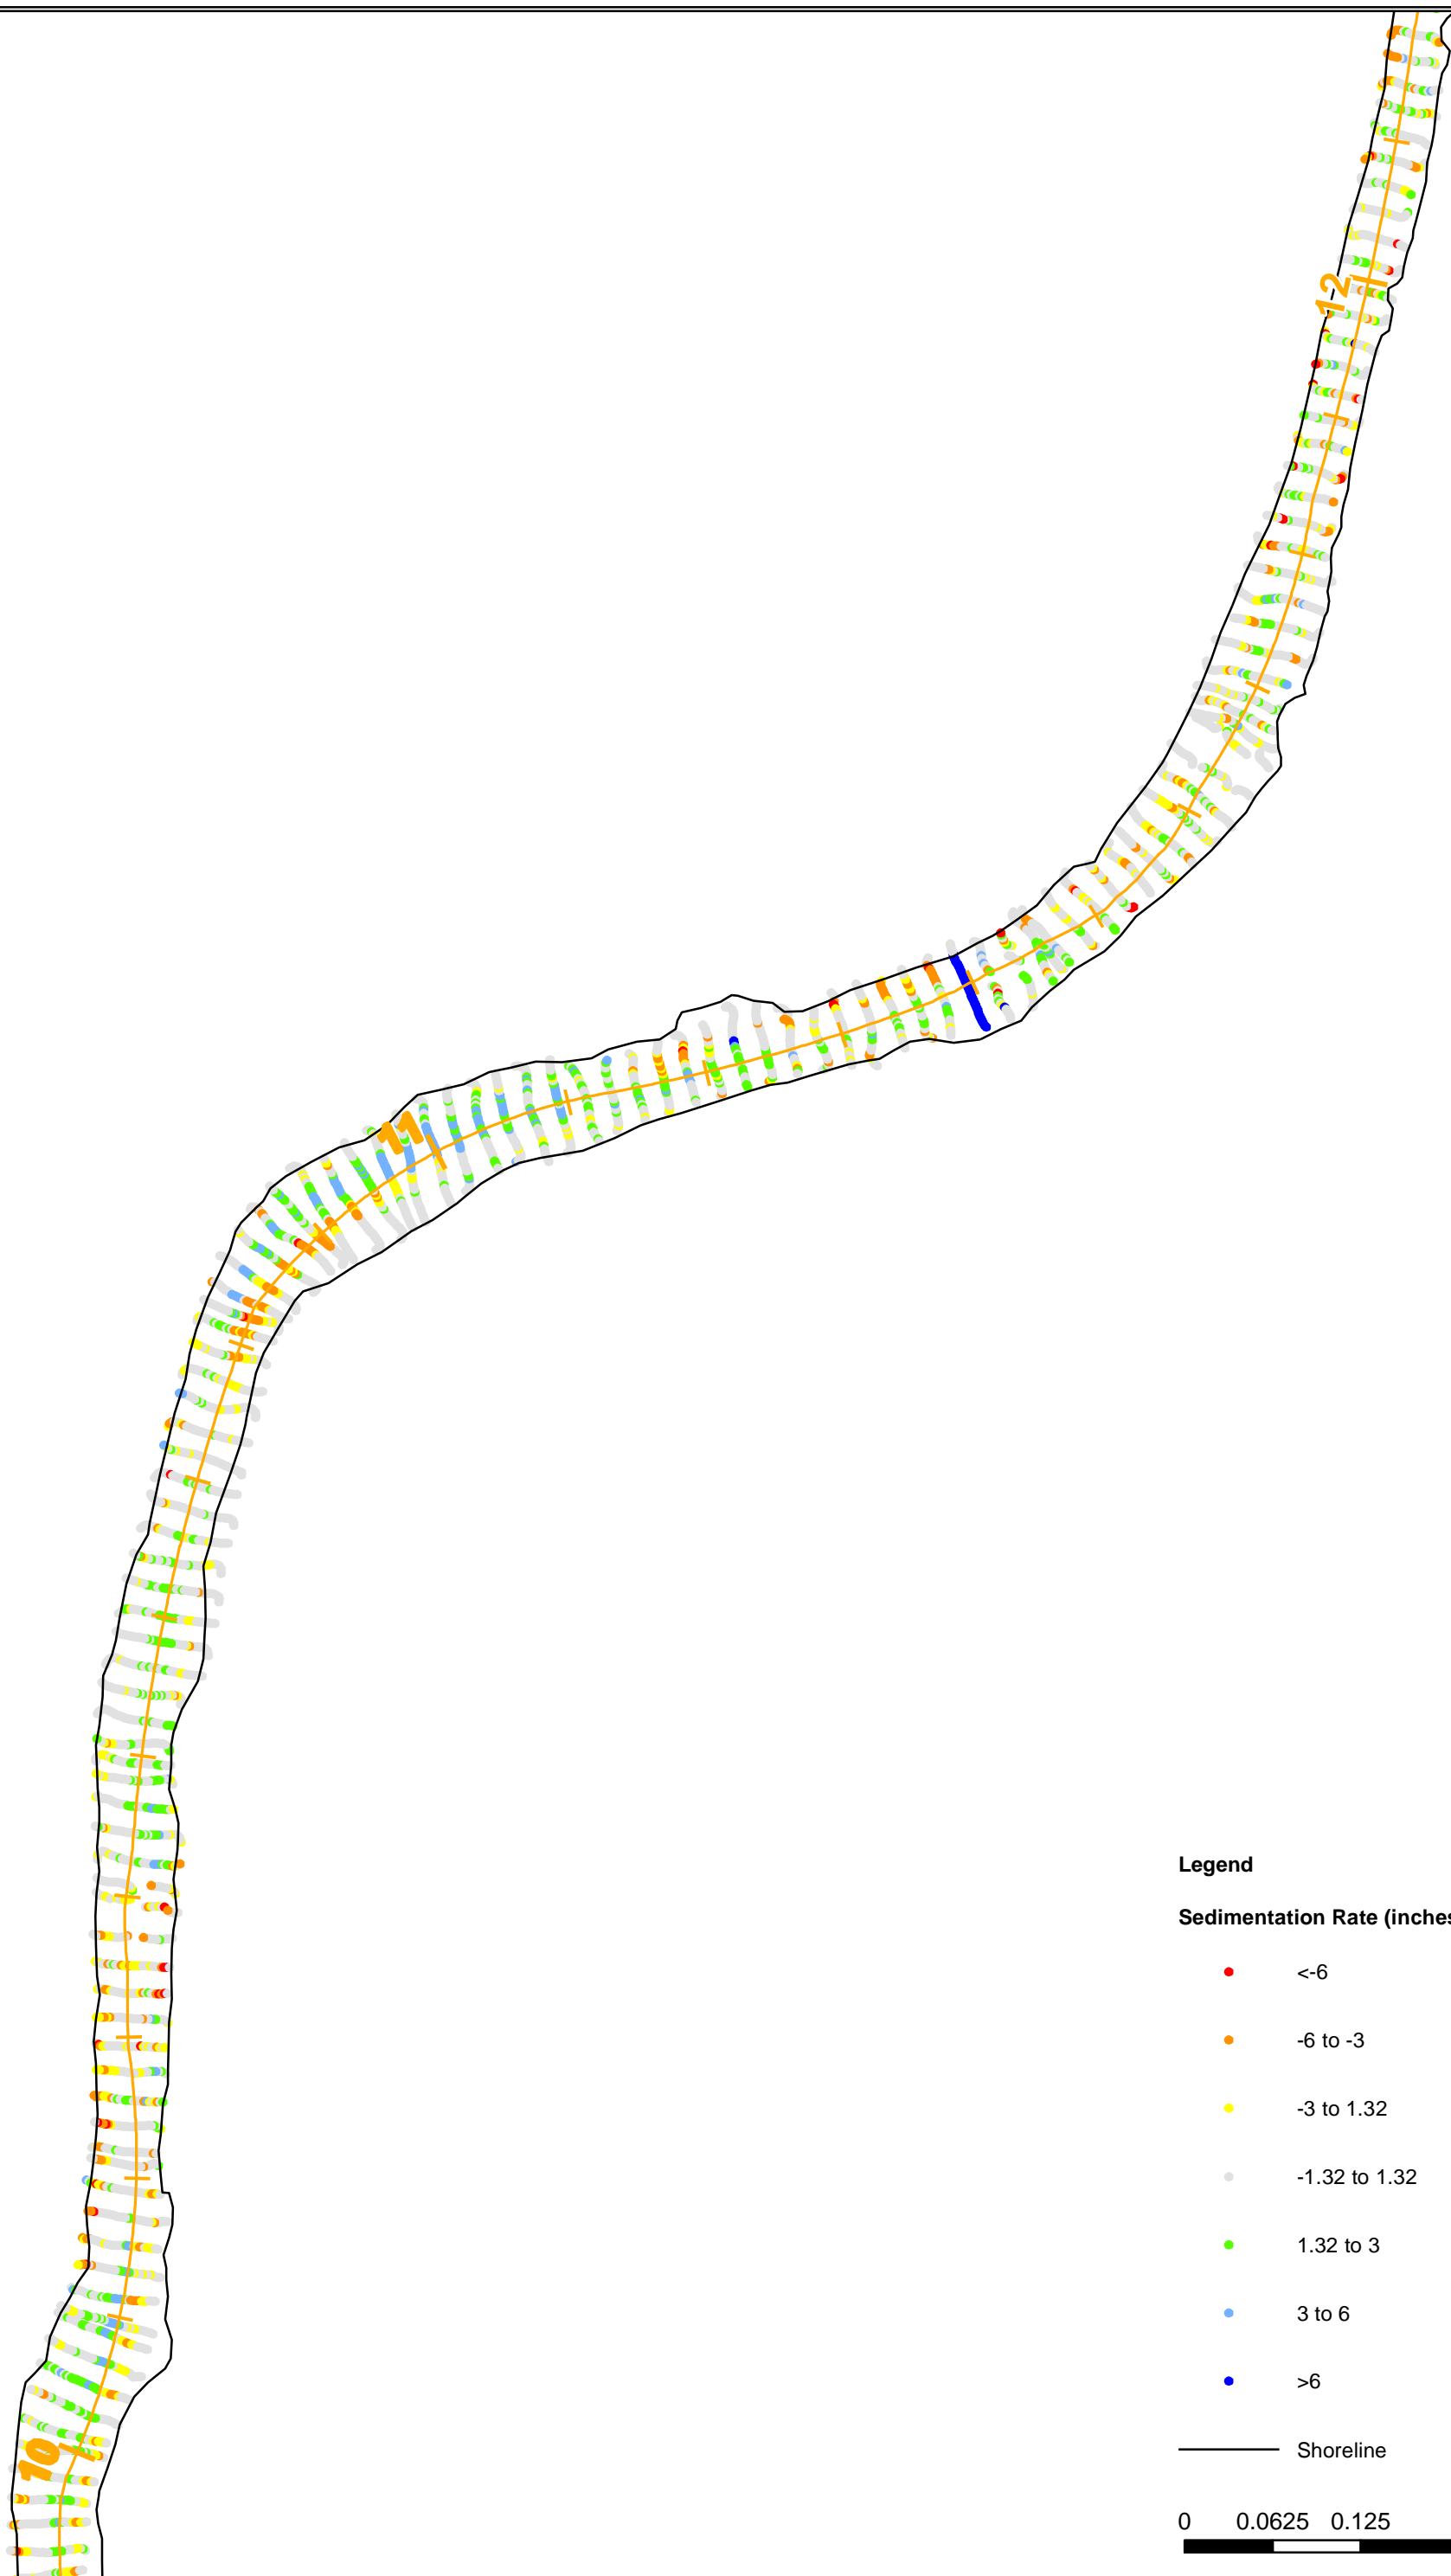 12
11
10
Legend
Sedimentation Rate (inches
<-6
-6 to -3
-3 to 1.32
-1.32 to 1.32
1.32 to 3
3 to 6
>6
Shoreline
0 0.0625 0.125